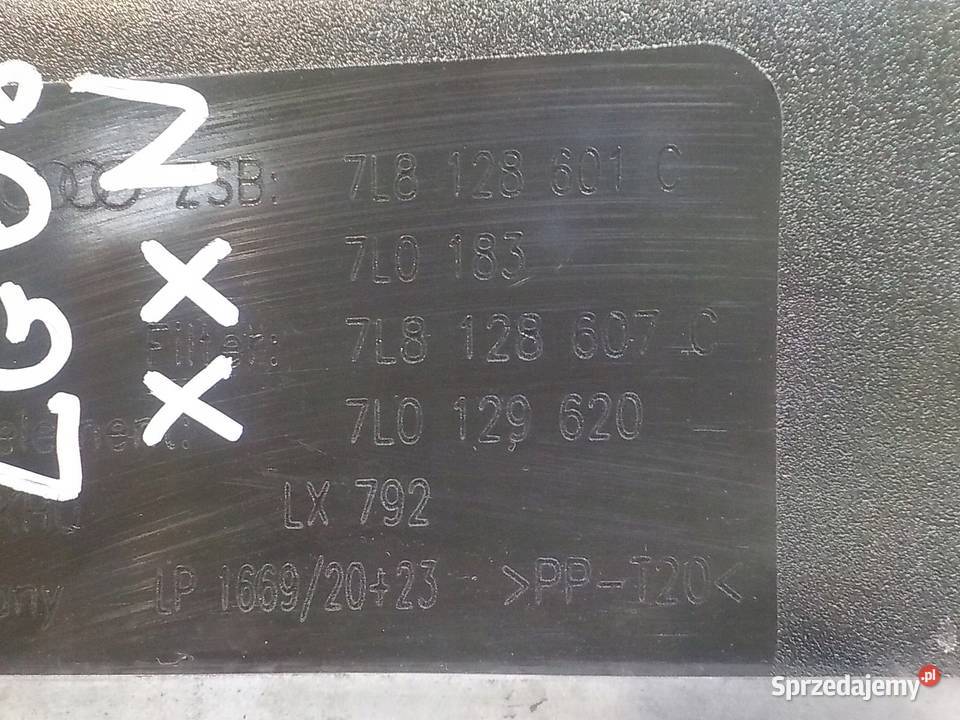 ZSB: 7L8 128 601 C
7L0 183
Filter: 7L8 128 607 C
7L0 129 620 _
LX 792
LP 1669/20+23 >PP-T20<
XXN
Sprzedajemy.pl